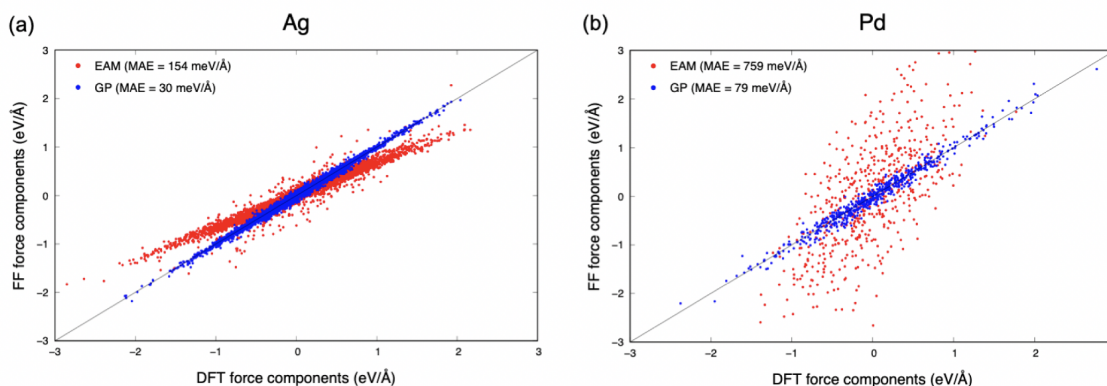 (a)
Ag
EAM (MAE = 154 meV/Å)
GP (MAE = 30 meV/Å)
FF force components (eV/Å)
3
2
1
0
−1
−2
−3
−3
−2
−1
0
1
2
3
DFT force components (eV/Å)
(b)
Pd
EAM (MAE = 759 meV/Å)
GP (MAE = 79 meV/Å)
FF force components (eV/Å)
3
2
1
0
−1
−2
−3
−3
−2
−1
0
1
2
DFT force components (eV/Å)